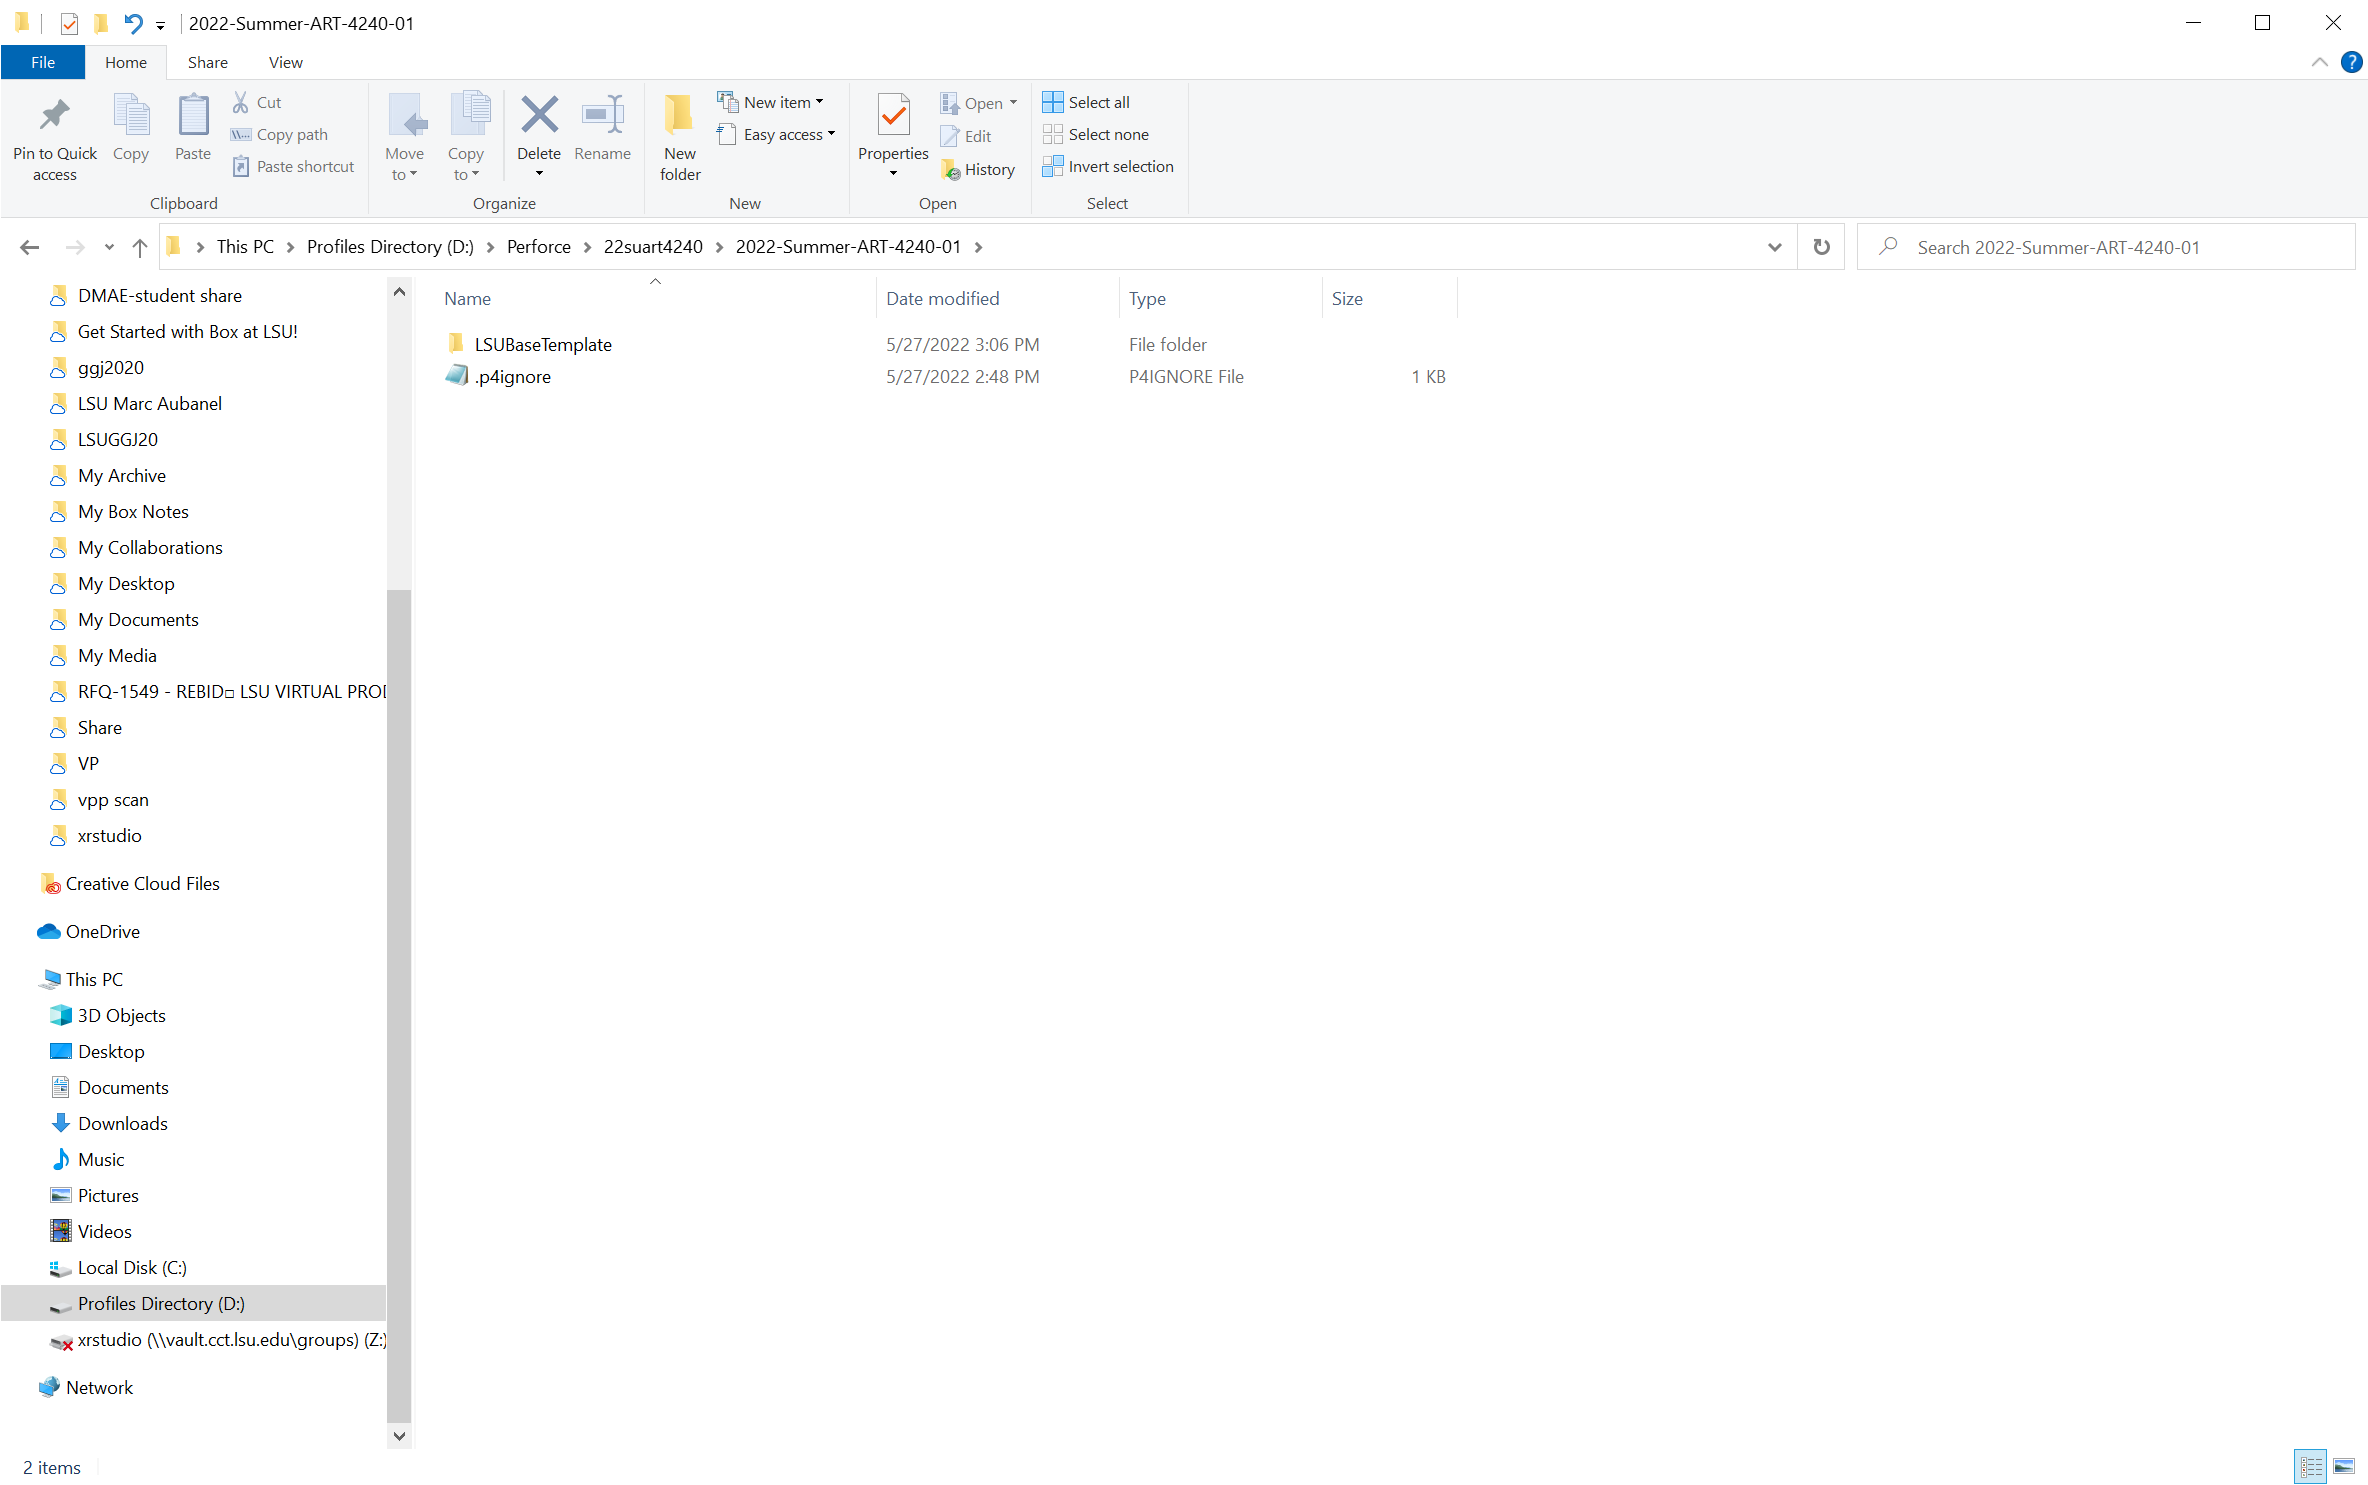 2022-Summer-ART-4240-01
File Home Share View
Pin to Quick access
Copy
Paste
Cut
Copy path
Paste shortcut
Clipboard
Move to
Copy to
Delete
Rename
Organize
New folder
New item
Easy access
New
Properties
Open
Edit
History
Open
Select all
Select none
Invert selection
Select
This PC Profiles Directory (D:) Perforce 22suart4240 2022-Summer-ART-4240-01
Search 2022-Summer-ART-4240-01
DMAE-student share
Get Started with Box at LSU!
ggj2020
LSU Marc Aubanel
LSUGGJ20
My Archive
My Box Notes
My Collaborations
My Desktop
My Documents
My Media
RFQ-1549 - REBID□ LSU VIRTUAL PROD
Share
VP
vpp scan
xrstudio
Creative Cloud Files
OneDrive
This PC
3D Objects
Desktop
Documents
Downloads
Music
Pictures
Videos
Local Disk (C:)
Profiles Directory (D:)
xrstudio (\\vault.cct.lsu.edu\groups) (Z:)
Network
Name Date modified Type Size
LSUBaseTemplate 5/27/2022 3:06 PM File folder
.p4ignore 5/27/2022 2:48 PM P4IGNORE File 1 KB
2 items